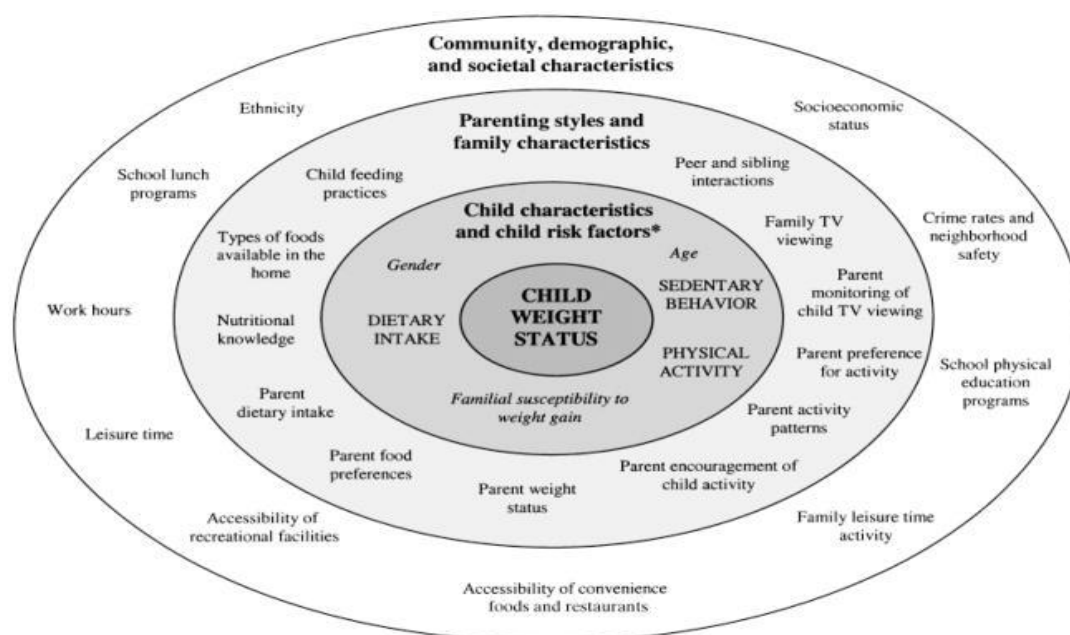 Community, demographic,
and societal characteristics
Ethnicity
Socioeconomic
status
Parenting styles and
family characteristics
School lunch
programs
Child feeding
practices
Peer and sibling
interactions
Child characteristics
and child risk factors*
Types of foods
available in the
home
Family TV
viewing
Crime rates and
neighborhood
safety
Gender
Age
SEDENTARY
BEHAVIOR
Parent
monitoring of
child TV viewing
CHILD
WEIGHT
STATUS
Work hours
Nutritional
knowledge
DIETARY
INTAKE
PHYSICAL
ACTIVITY
Parent preference
for activity
School physical
education
programs
Parent
dietary intake
Familial susceptibility to
weight gain
Parent activity
patterns
Leisure time
Parent food
preferences
Parent weight
status
Parent encouragement of
child activity
Accessibility of
recreational facilities
Family leisure time
activity
Accessibility of convenience
foods and restaurants